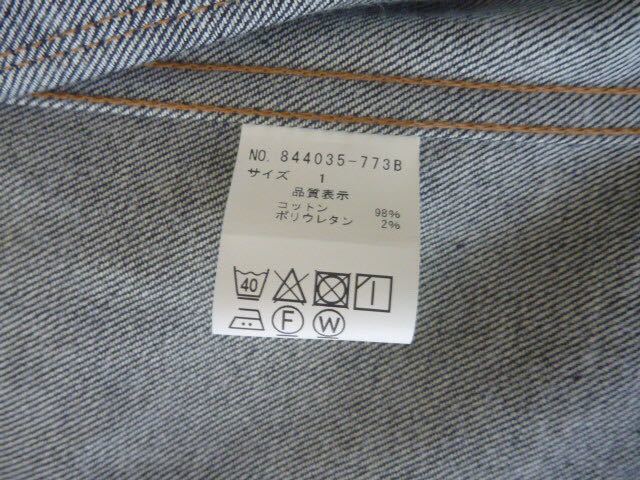 NO. 844035-773B
サイズ 1
品質表示
コットン 98%
ポリウレタン 2%
40
F W